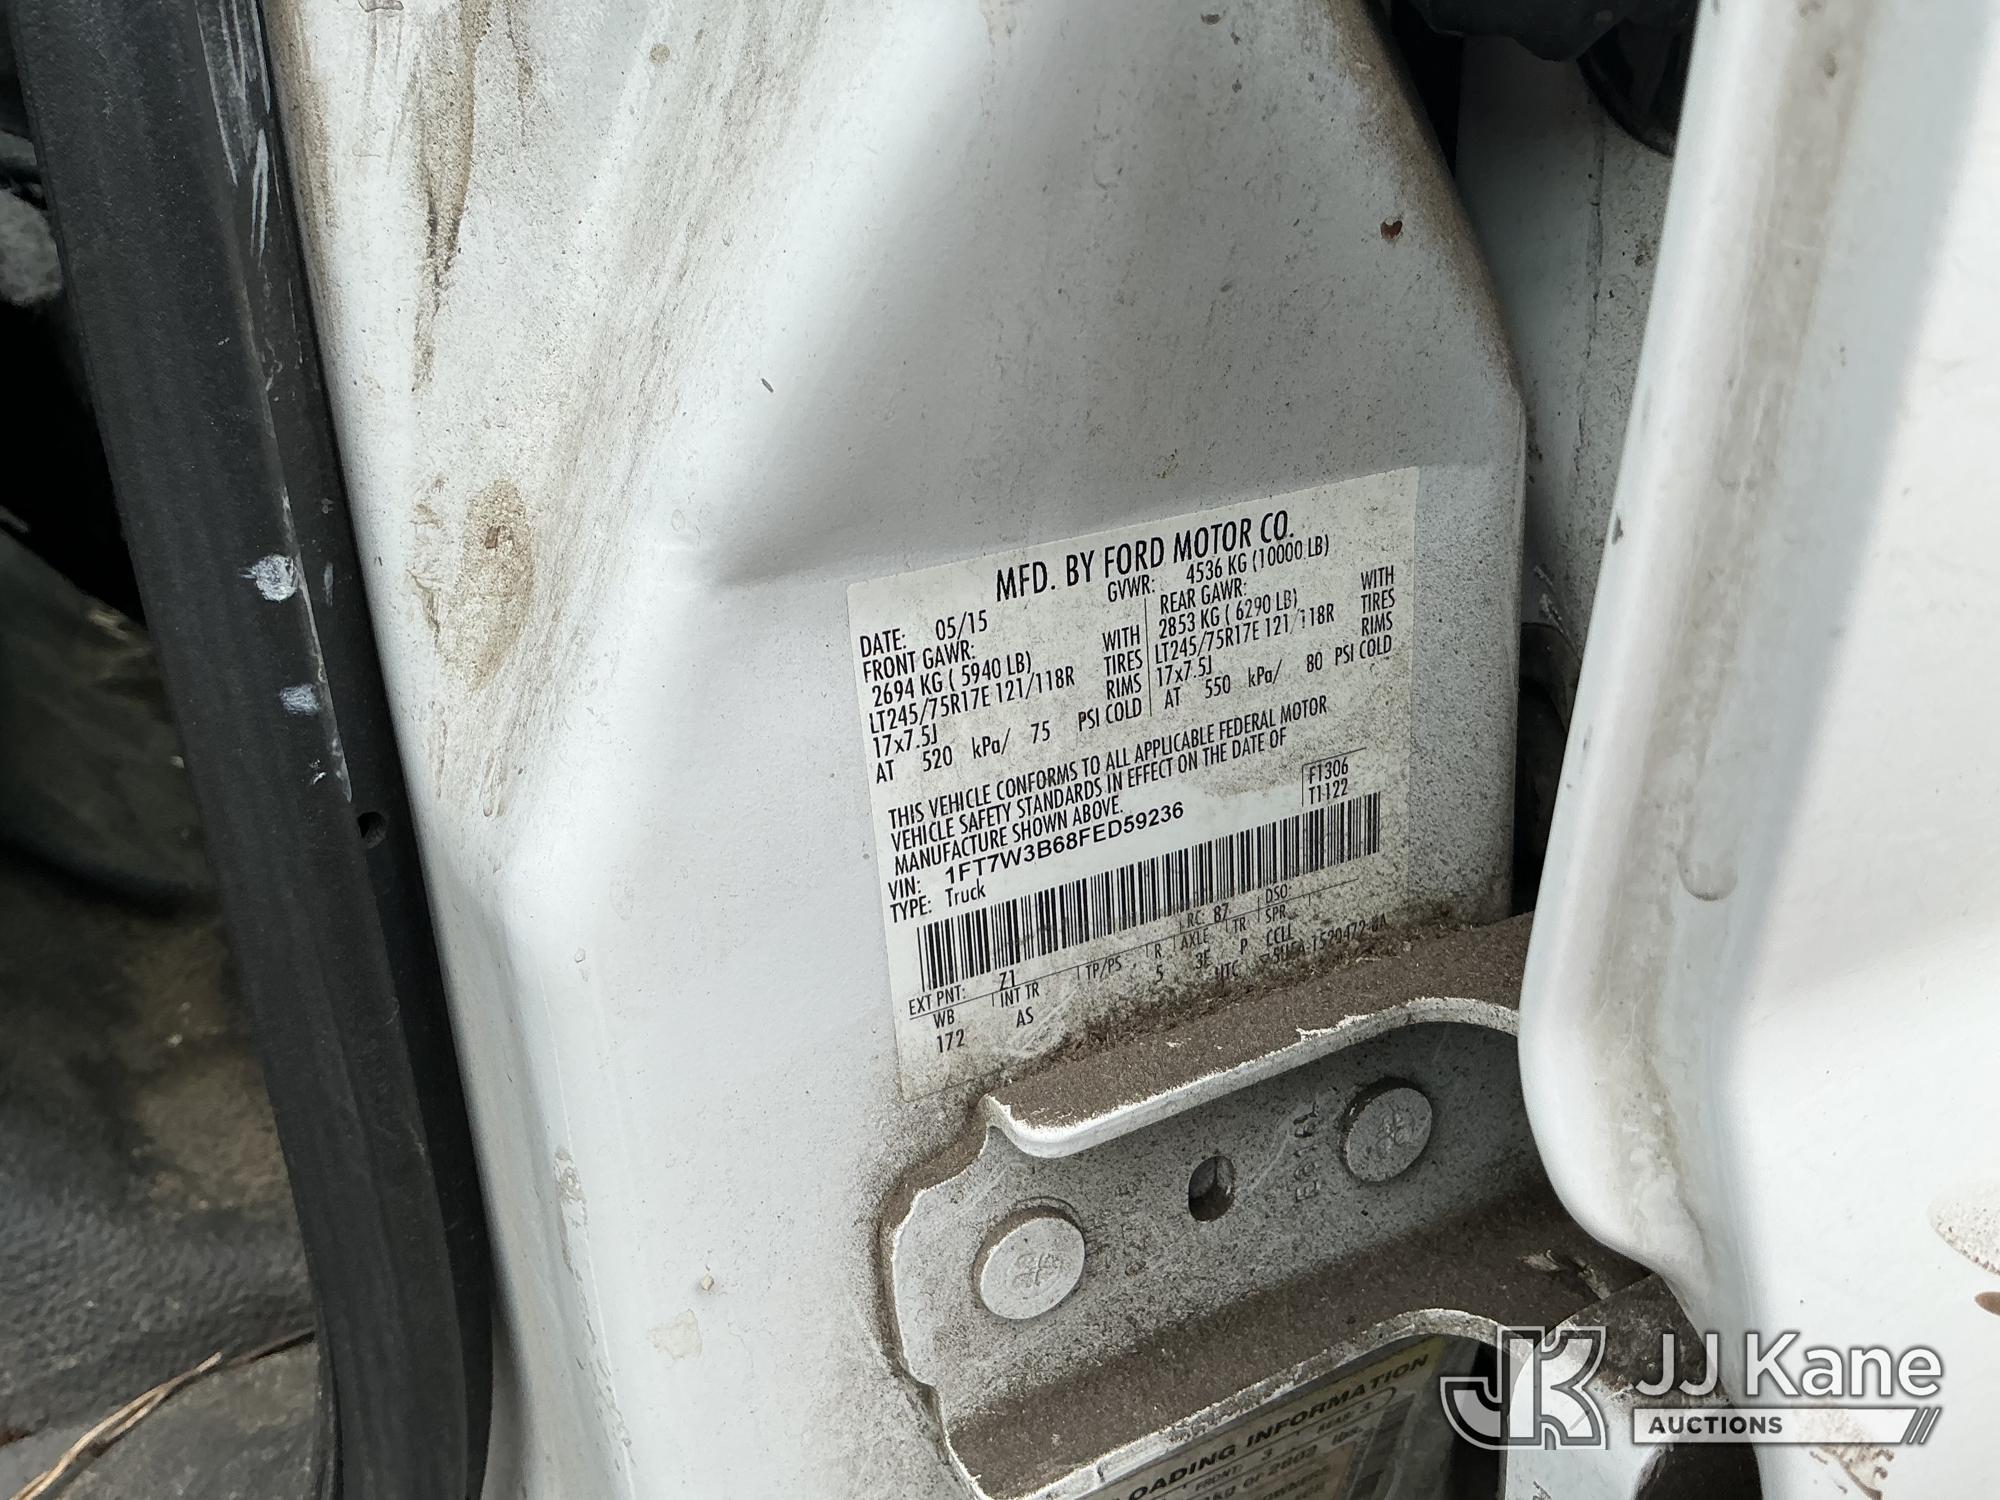 MFD. BY FORD MOTOR CO.
DATE: 05/15 GVWR: 4536 KG (10000 LB)
FRONT GAWR: REAR GAWR:
2694 KG ( 5940 LB) WITH 2853 KG ( 6290 LB) WITH
LT245/75R17E 121/118R TIRES LT245/75R17E 121/118R TIRES
17x7.5J RIMS 17x7.5J RIMS
AT 520 kPa/ 75 PSI COLD AT 550 kPa/ 80 PSI COLD
THIS VEHICLE CONFORMS TO ALL APPLICABLE FEDERAL MOTOR
VEHICLE SAFETY STANDARDS IN EFFECT ON THE DATE OF
MANUFACTURE SHOWN ABOVE.
F1306
T1122
VIN: 1FT7W3B68FED59236
TYPE: Truck
EXT PNT: Z1 RC: 87 DSO:
WB INT TR TP/PS R AXLE TR SPR
172 AS 5 3E P CCLL
UTC
LOADING INFORMATION
JJ Kane
AUCTIONS